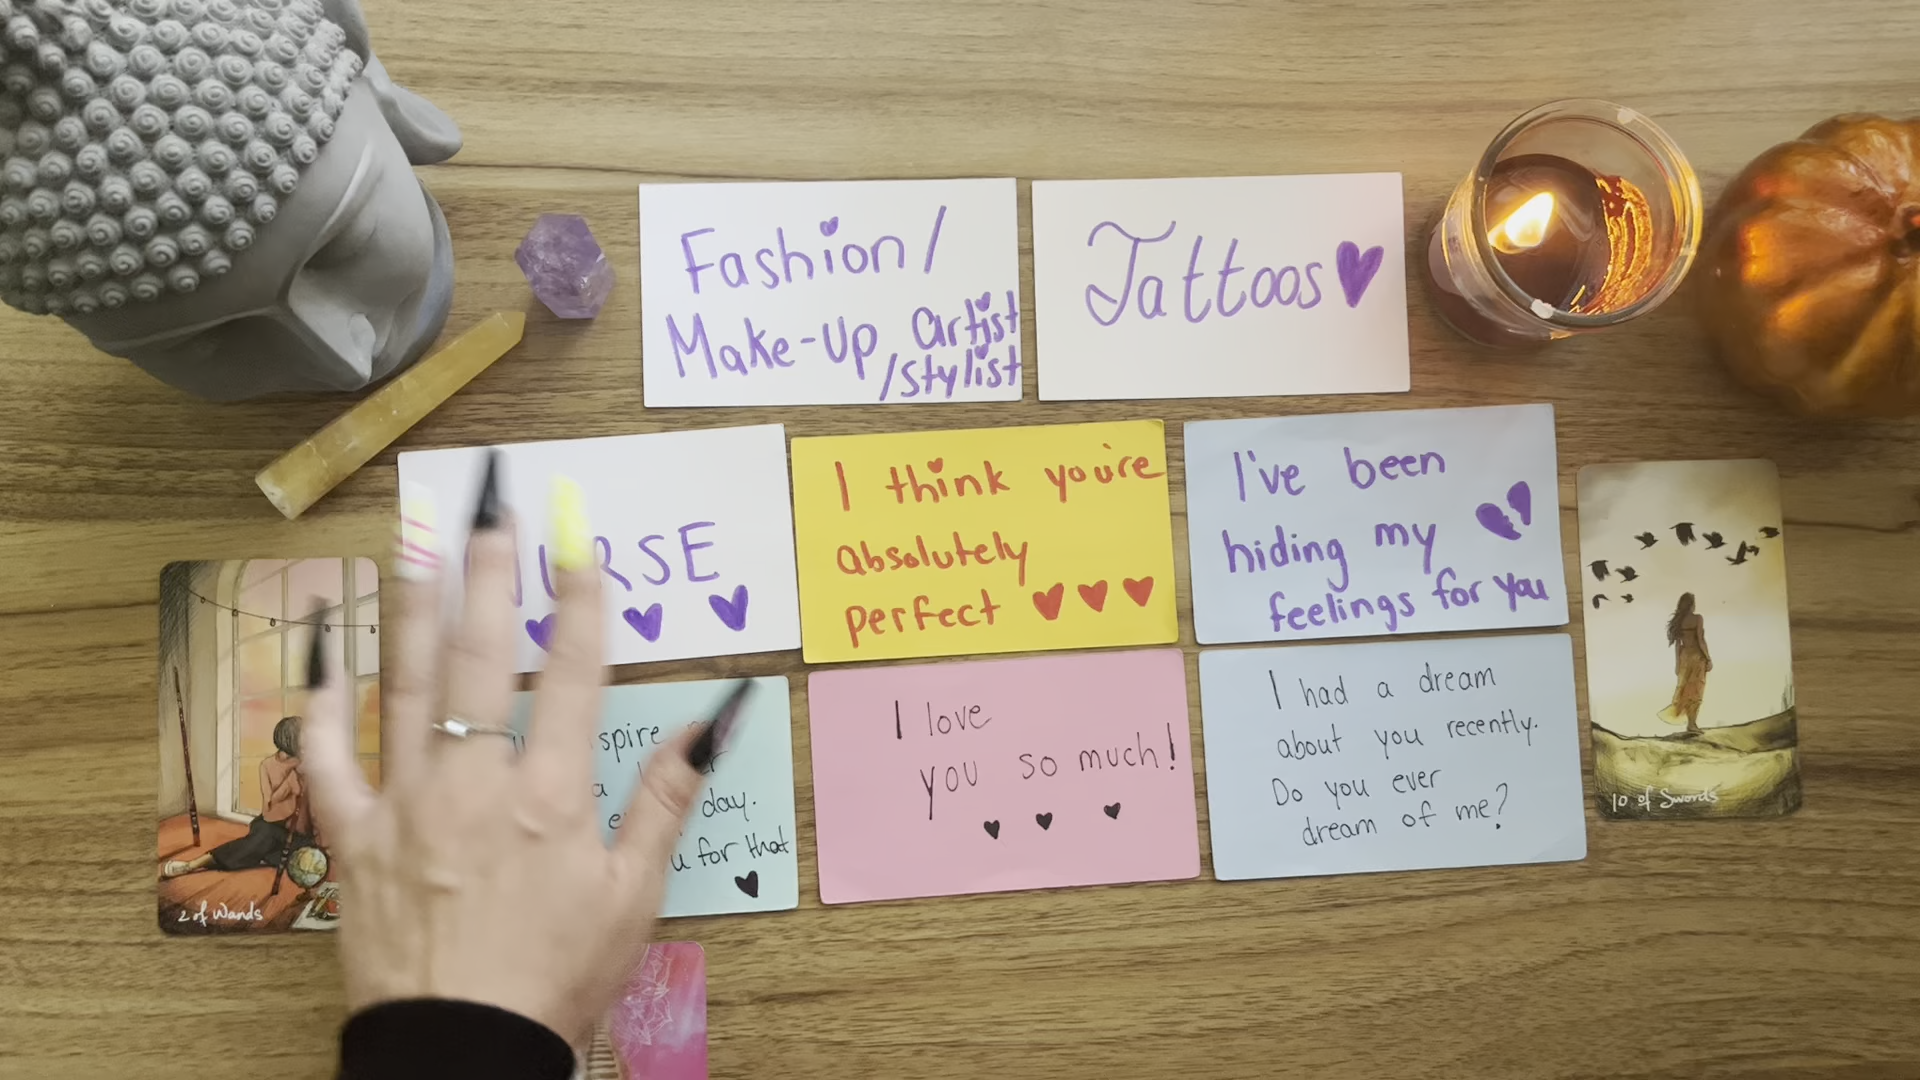 Fashion/
Make-Up Artist
/Stylist
Tattoos
NURSE
I think you're
absolutely
perfect
I've been
hiding my
feelings for you
day.
for that
I love
you so much!
I had a dream
about you recently.
Do you ever
dream of me?
2 of Wands
10 of Swords